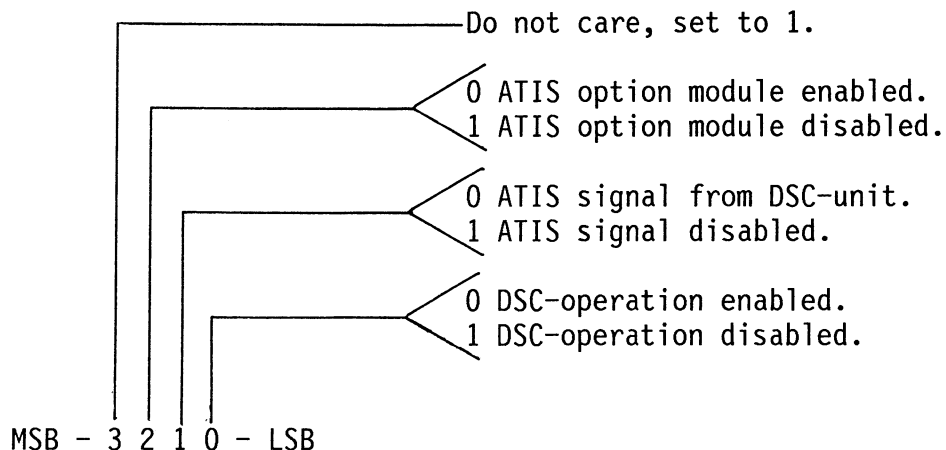 Do not care, set to 1.
0 ATIS option module enabled.
1 ATIS option module disabled.
0 ATIS signal from DSC-unit.
1 ATIS signal disabled.
0 DSC-operation enabled.
1 DSC-operation disabled.
MSB - 3 2 1 0 - LSB